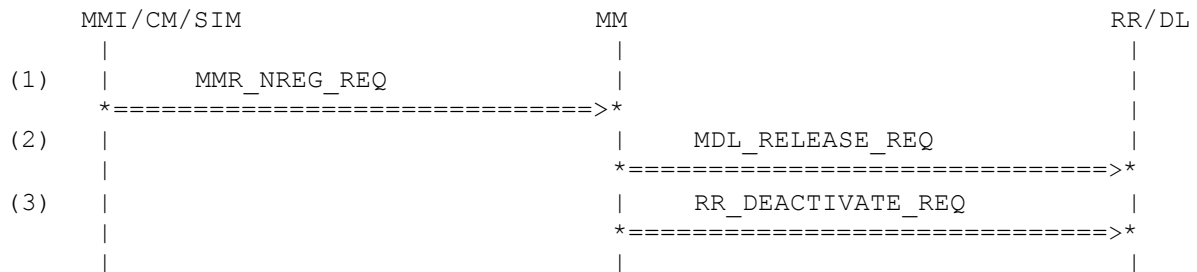 MMI/CM/SIM MM RR/DL
| | |
(1) | MMR_NREG_REQ | |
*==============================>* |
(2) | | MDL_RELEASE_REQ |
| *==============================>*
(3) | | RR_DEACTIVATE_REQ |
| *==============================>*
| | |